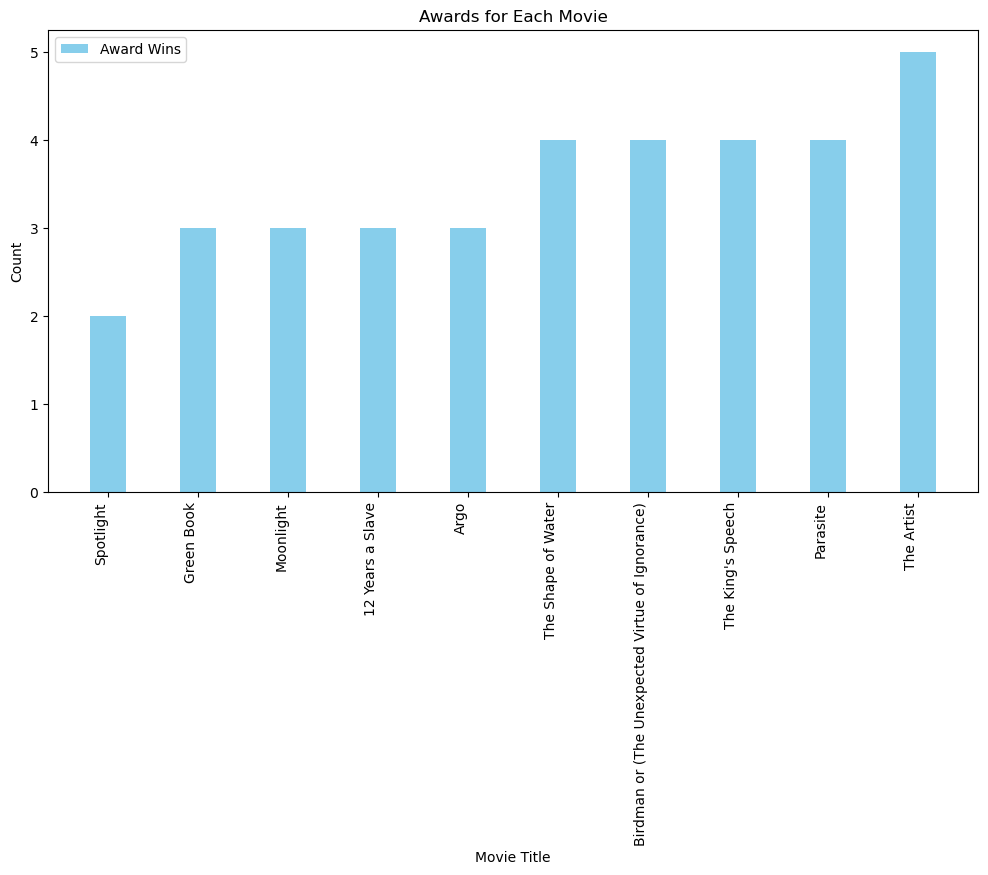 Awards for Each Movie
Award Wins
Count
5
4
3
2
1
0
Spotlight
Green Book
Moonlight
12 Years a Slave
Argo
The Shape of Water
Birdman or (The Unexpected Virtue of Ignorance)
The King's Speech
Parasite
The Artist
Movie Title